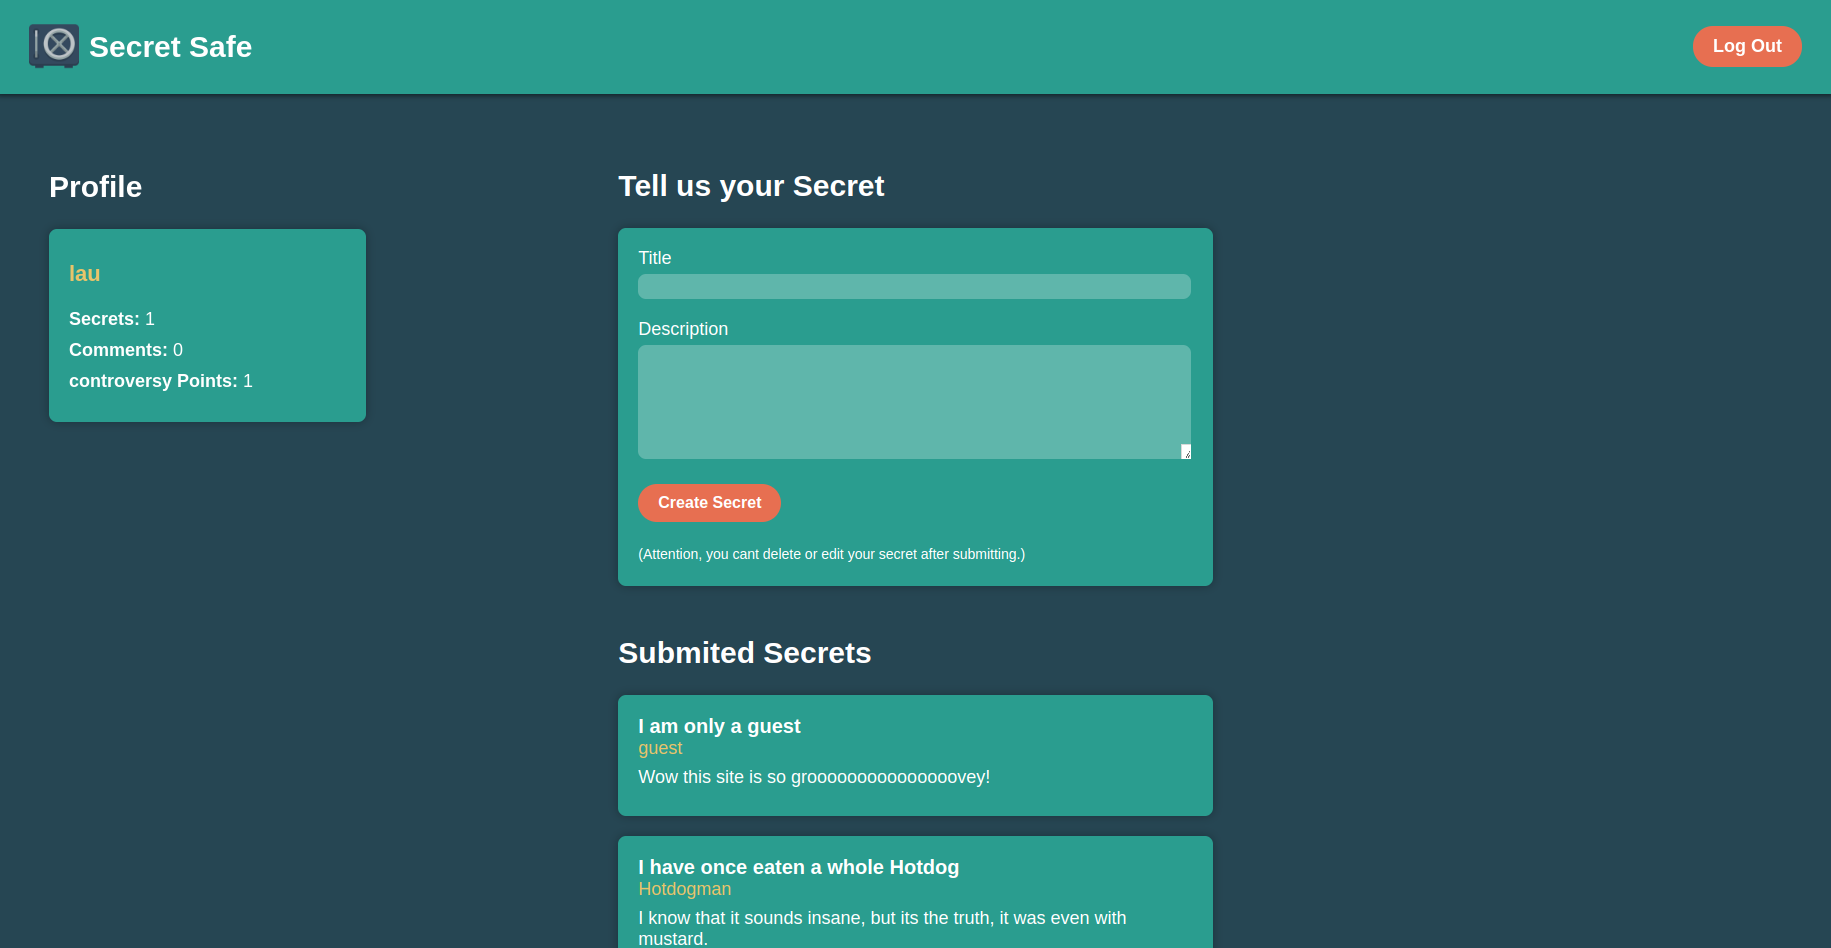 Secret Safe
Log Out
Profile
lau
Secrets: 1
Comments: 0
controversy Points: 1
Tell us your Secret
Title
Description
Create Secret
(Attention, you cant delete or edit your secret after submitting.)
Submited Secrets
I am only a guest
guest
Wow this site is so grooooooooooooooovey!
I have once eaten a whole Hotdog
Hotdogman
I know that it sounds insane, but its the truth, it was even with
mustard.